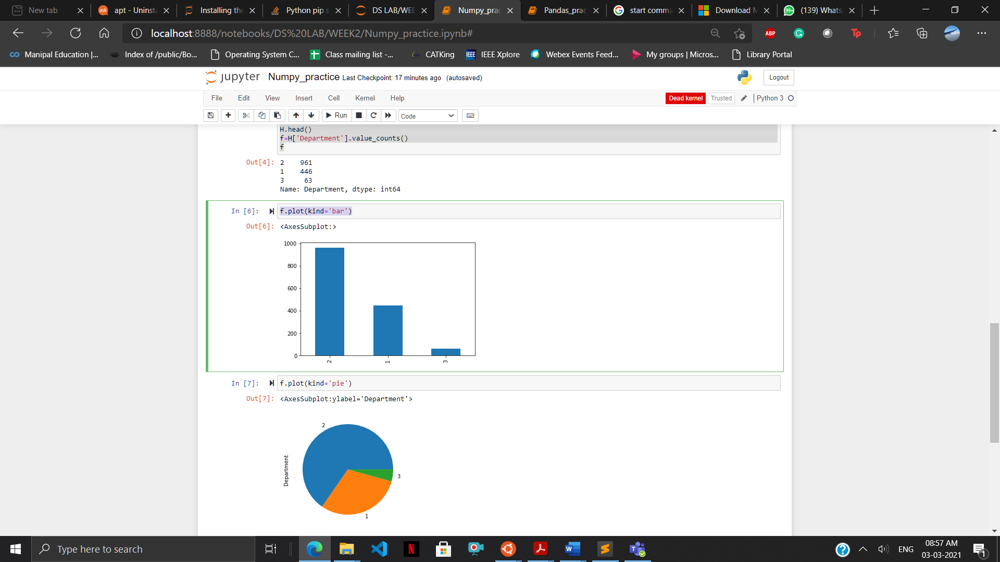 New tab
apt - Uninsta
Installing the
Python pip s
DS LAB/WEE
Numpy_prac
Pandas_prac
start comma
Download M
(139) Whats
localhost:8888/notebooks/DS%20LAB/WEEK2/Numpy_practice.ipynb#
Manipal Education |...
Index of /public/Bo...
Operating System C...
Class mailing list -...
CATKing
IEEE Xplore
Webex Events Feed...
My groups | Micros...
Library Portal
jupyter Numpy_practice Last Checkpoint: 17 minutes ago (autosaved)
Logout
File Edit View Insert Cell Kernel Help
Dead kernel Trusted Python 3
Run Code
H.head()
f=H['Department'].value_counts()
f
Out[4]: 2 961
1 446
3 63
Name: Department, dtype: int64
In [6]: f.plot(kind='bar')
Out[6]: <AxesSubplot:>
1000
800
600
400
200
0
2 1 3
In [7]: f.plot(kind='pie')
Out[7]: <AxesSubplot:ylabel='Department'>
2
Department
3
1
Type here to search
ENG
08:57 AM
03-03-2021
1